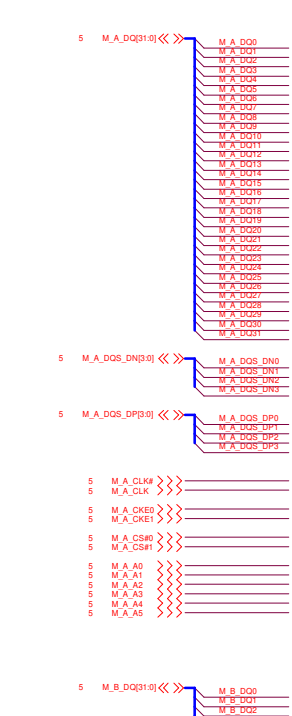 5 M_A_DQ[31:0]
M_A_DQ0
M_A_DQ1
M_A_DQ2
M_A_DQ3
M_A_DQ4
M_A_DQ5
M_A_DQ6
M_A_DQ7
M_A_DQ8
M_A_DQ9
M_A_DQ10
M_A_DQ11
M_A_DQ12
M_A_DQ13
M_A_DQ14
M_A_DQ15
M_A_DQ16
M_A_DQ17
M_A_DQ18
M_A_DQ19
M_A_DQ20
M_A_DQ21
M_A_DQ22
M_A_DQ23
M_A_DQ24
M_A_DQ25
M_A_DQ26
M_A_DQ27
M_A_DQ28
M_A_DQ29
M_A_DQ30
M_A_DQ31
5 M_A_DQS_DN[3:0]
M_A_DQS_DN0
M_A_DQS_DN1
M_A_DQS_DN2
M_A_DQS_DN3
5 M_A_DQS_DP[3:0]
M_A_DQS_DP0
M_A_DQS_DP1
M_A_DQS_DP2
M_A_DQS_DP3
5 M_A_CLK#
5 M_A_CLK
5 M_A_CKE0
5 M_A_CKE1
5 M_A_CS#0
5 M_A_CS#1
5 M_A_A0
5 M_A_A1
5 M_A_A2
5 M_A_A3
5 M_A_A4
5 M_A_A5
5 M_B_DQ[31:0]
M_B_DQ0
M_B_DQ1
M_B_DQ2